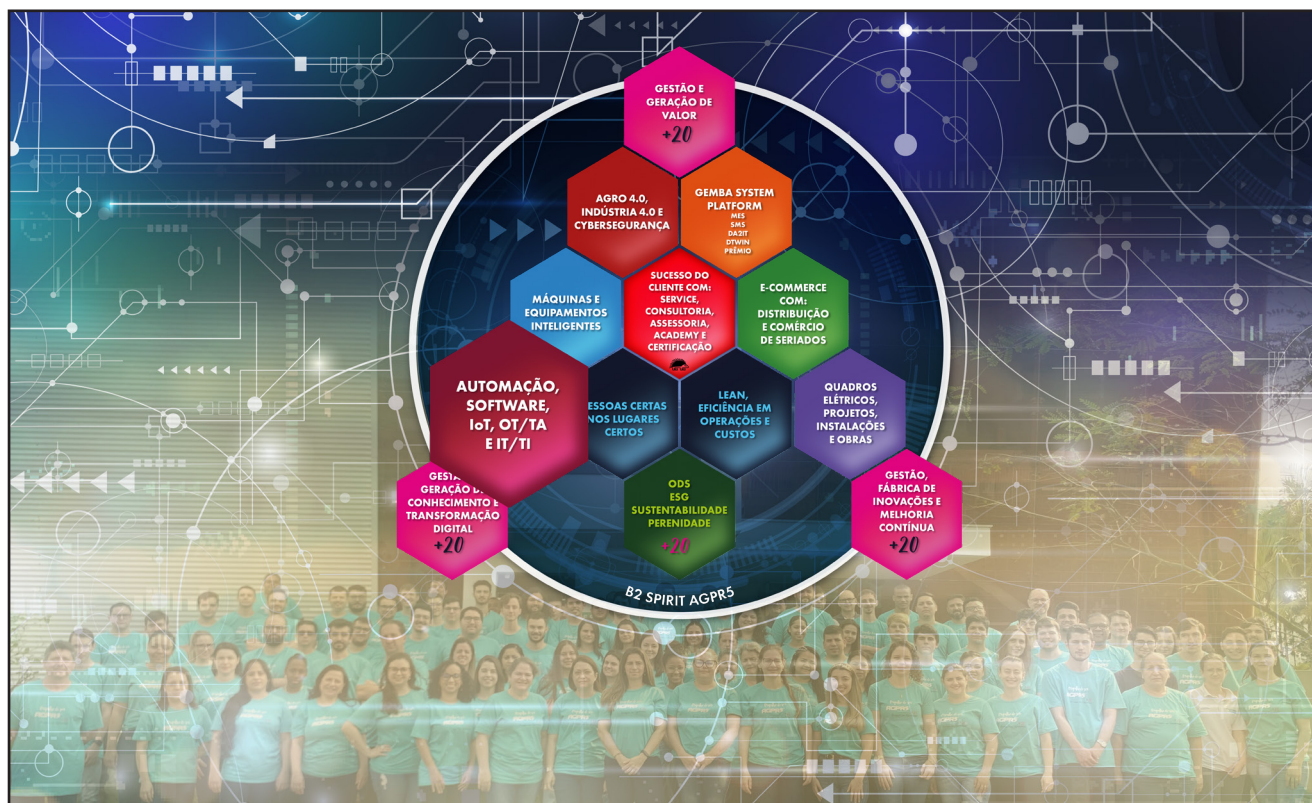 GESTÃO E
GERAÇÃO DE
VALOR
+20
AGRO 4.0,
INDÚSTRIA 4.0 E
CYBERSEGURANÇA
GEMBA SYSTEM
PLATFORM
MES
SMS
DA2IT
DTWIN
PRÊMIO
MÁQUINAS E
EQUIPAMENTOS
INTELIGENTES
SUCESSO DO
CLIENTE COM:
SERVICE,
CONSULTORIA,
ASSESSORIA,
ACADEMY E
CERTIFICAÇÃO
E-COMMERCE
COM:
DISTRIBUIÇÃO
E COMÉRCIO
DE SERIADOS
AUTOMAÇÃO,
SOFTWARE,
IoT, OT/TA
E IT/TI
ESSOAS CERTAS
NOS LUGARES
CERTOS
LEAN,
EFICIÊNCIA EM
OPERAÇÕES E
CUSTOS
QUADROS
ELÉTRICOS,
PROJETOS,
INSTALAÇÕES
E OBRAS
GESTÃ
GERAÇÃO D
CONHECIMENTO E
TRANSFORMAÇÃO
DIGITAL
+20
ODS
ESG
SUSTENTABILIDADE
PERENIDADE
+20
GESTÃO,
FÁBRICA DE
INOVAÇÕES E
MELHORIA
CONTÍNUA
+20
B2 SPIRIT AGPR5